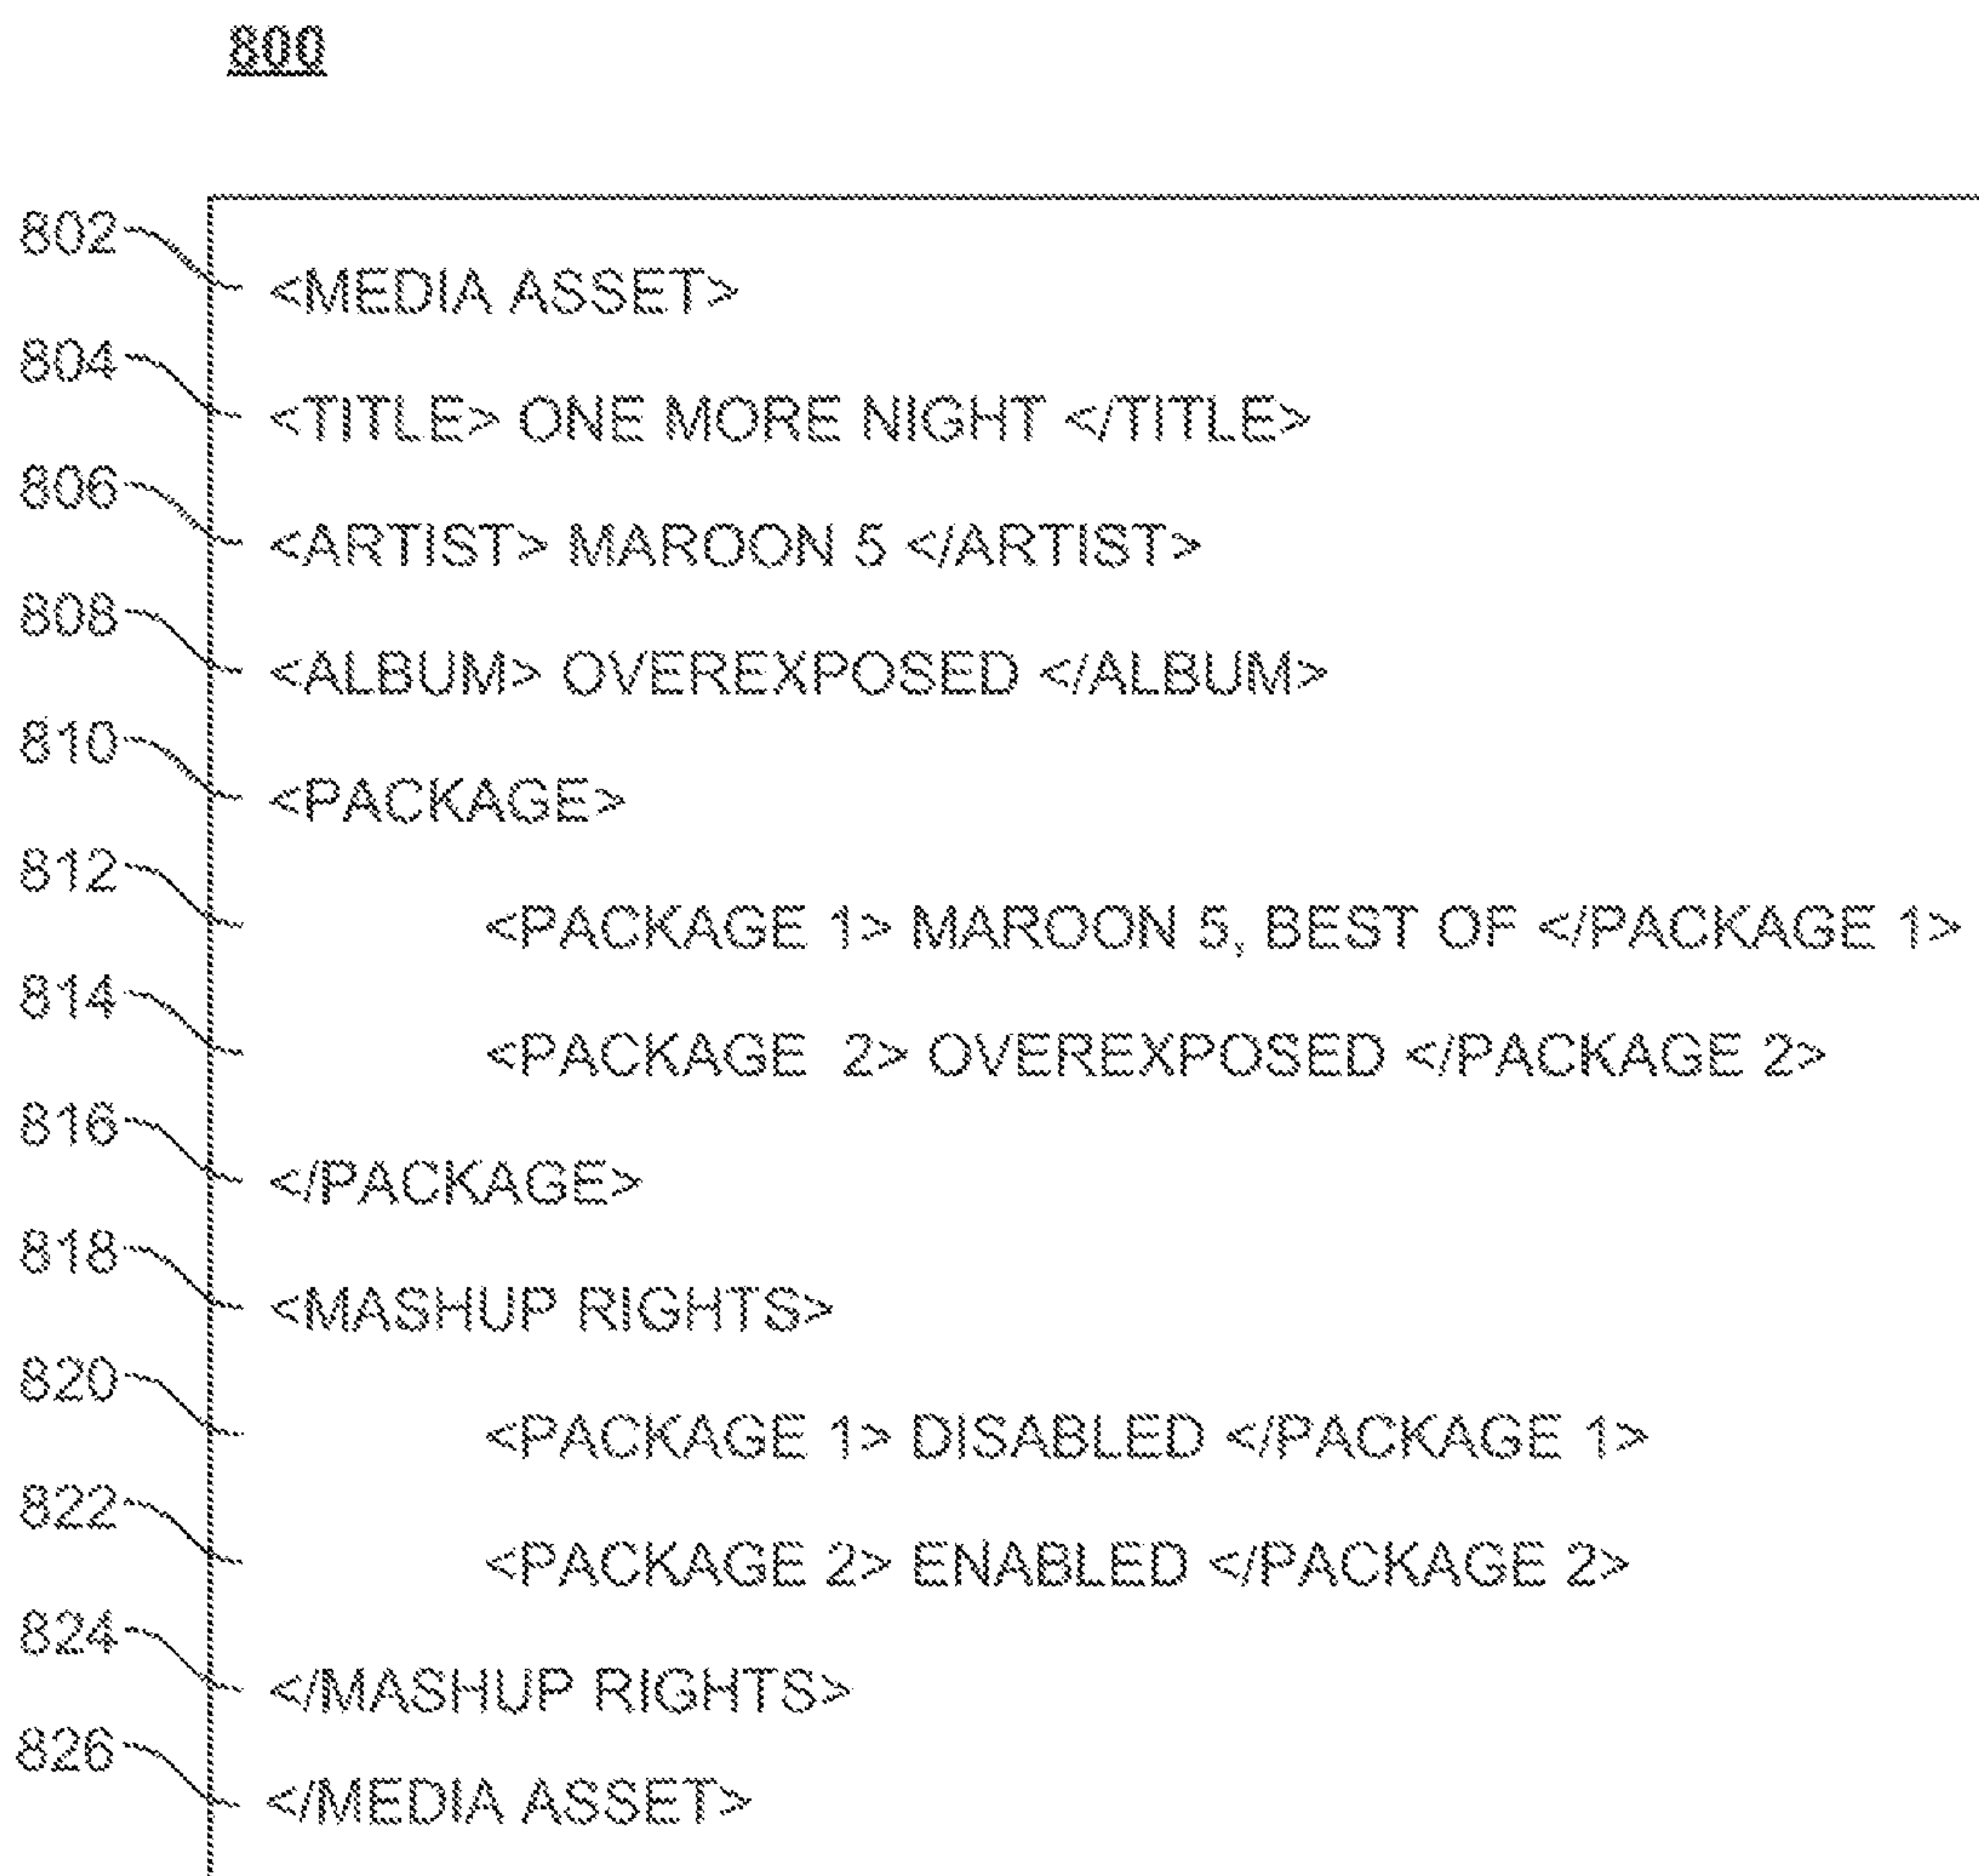 800
802
<MEDIA ASSET>
804
<TITLE> ONE MORE NIGHT </TITLE>
806
<ARTIST> MAROON 5 </ARTIST>
808
<ALBUM> OVEREXPOSED </ALBUM>
810
<PACKAGE>
812
<PACKAGE 1> MAROON 5, BEST OF </PACKAGE 1>
814
<PACKAGE  2> OVEREXPOSED </PACKAGE 2>
816
</PACKAGE>
818
<MASHUP RIGHTS>
820
<PACKAGE 1> DISABLED </PACKAGE 1>
822
<PACKAGE 2> ENABLED </PACKAGE 2>
824
</MASHUP RIGHTS>
826
</MEDIA ASSET>